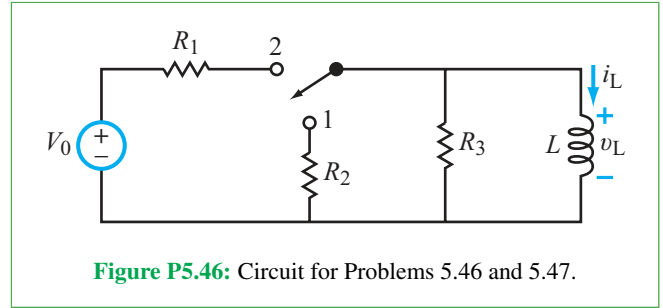 R1
2
iL
+
V0
+
−
1
R2
R3
L
vL
−
Figure P5.46: Circuit for Problems 5.46 and 5.47.